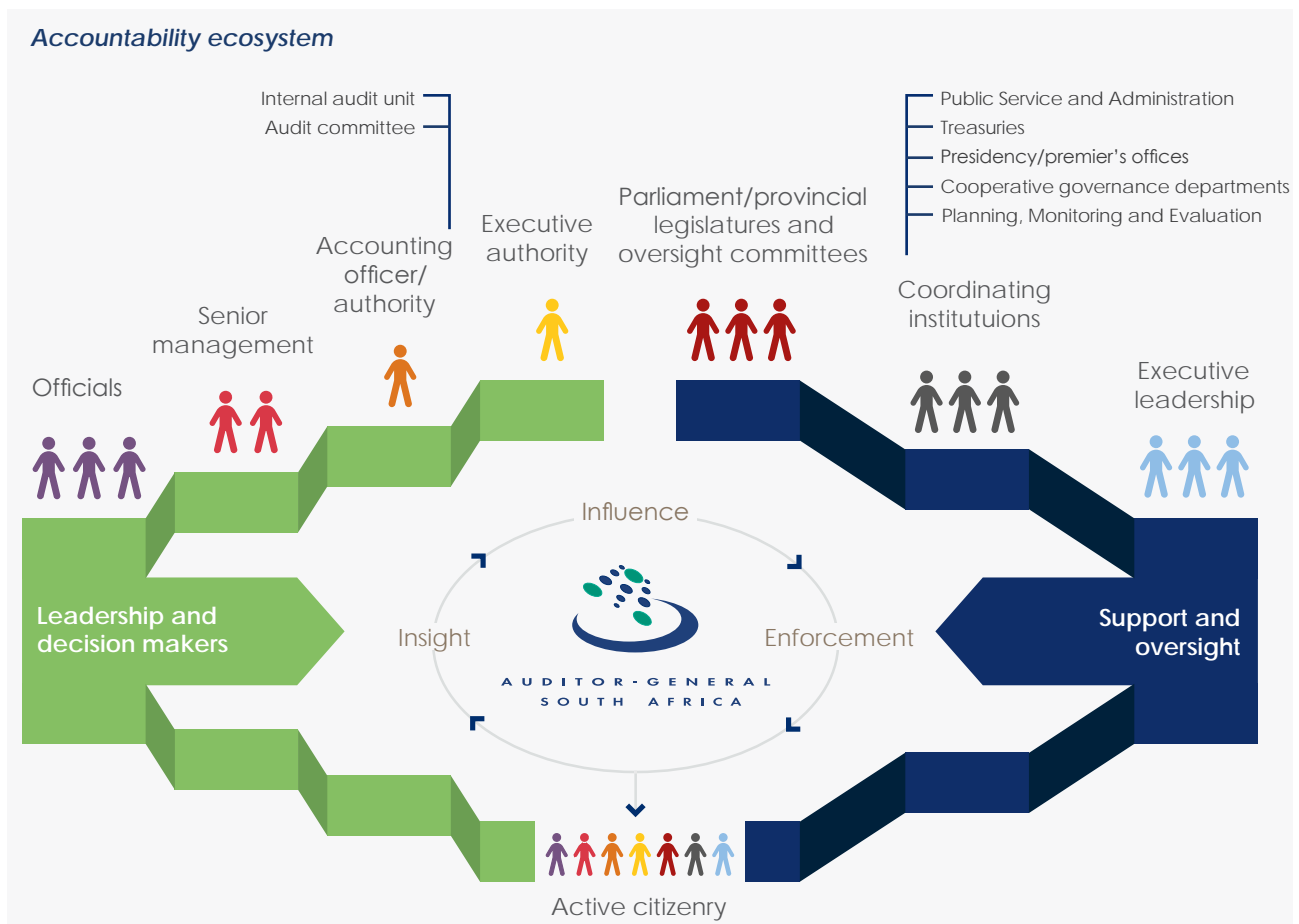 Accountability ecosystem
Internal audit unit
Audit committee
Public Service and Administration
Treasuries
Presidency/premier's offices
Cooperative governance departments
Planning, Monitoring and Evaluation
Officials
Senior
management
Accounting
officer/
authority
Executive
authority
Parliament/provincial
legislatures and
oversight committees
Coordinating
instituituions
Executive
leadership
Influence
Leadership and
decision makers
Insight
Enforcement
Support and
oversight
AUDITOR-GENERAL
SOUTH AFRICA
Active citizenry